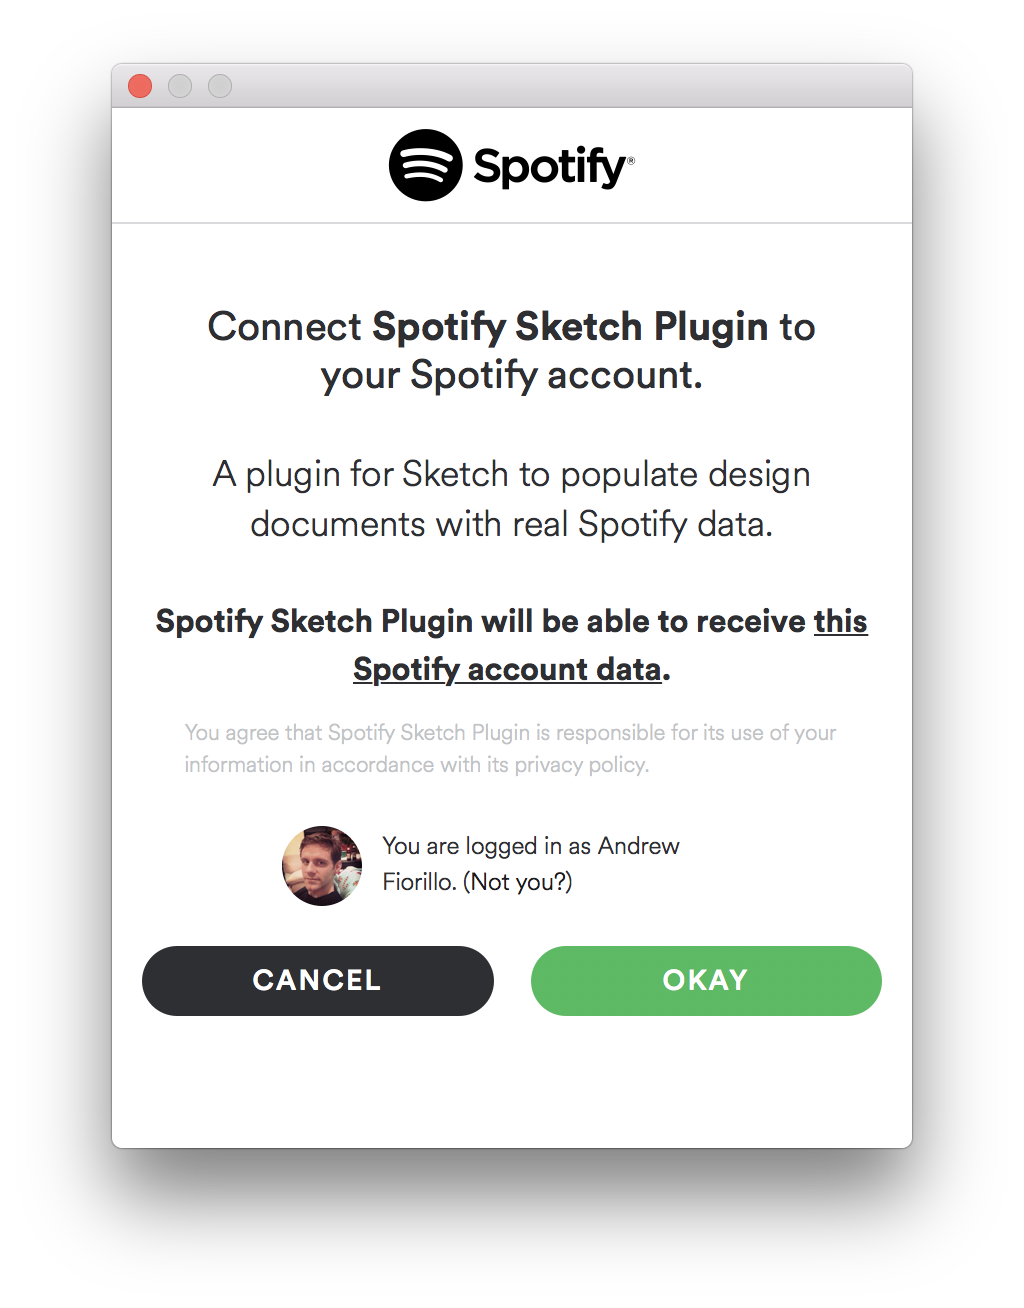 Spotify®
Connect Spotify Sketch Plugin to
your Spotify account.
A plugin for Sketch to populate design
documents with real Spotify data.
Spotify Sketch Plugin will be able to receive this
Spotify account data.
You agree that Spotify Sketch Plugin is responsible for its use of your
information in accordance with its privacy policy.
You are logged in as Andrew
Fiorillo. (Not you?)
CANCEL
OKAY